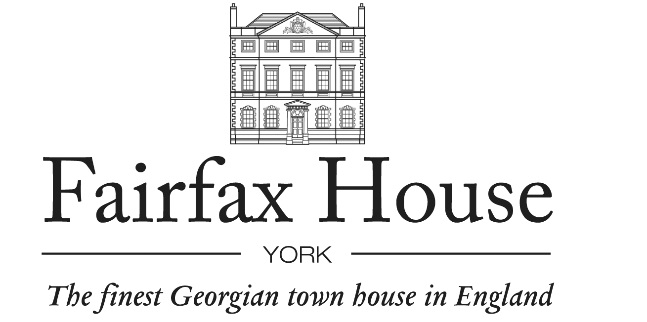 Fairfax House
YORK
The finest Georgian town house in England